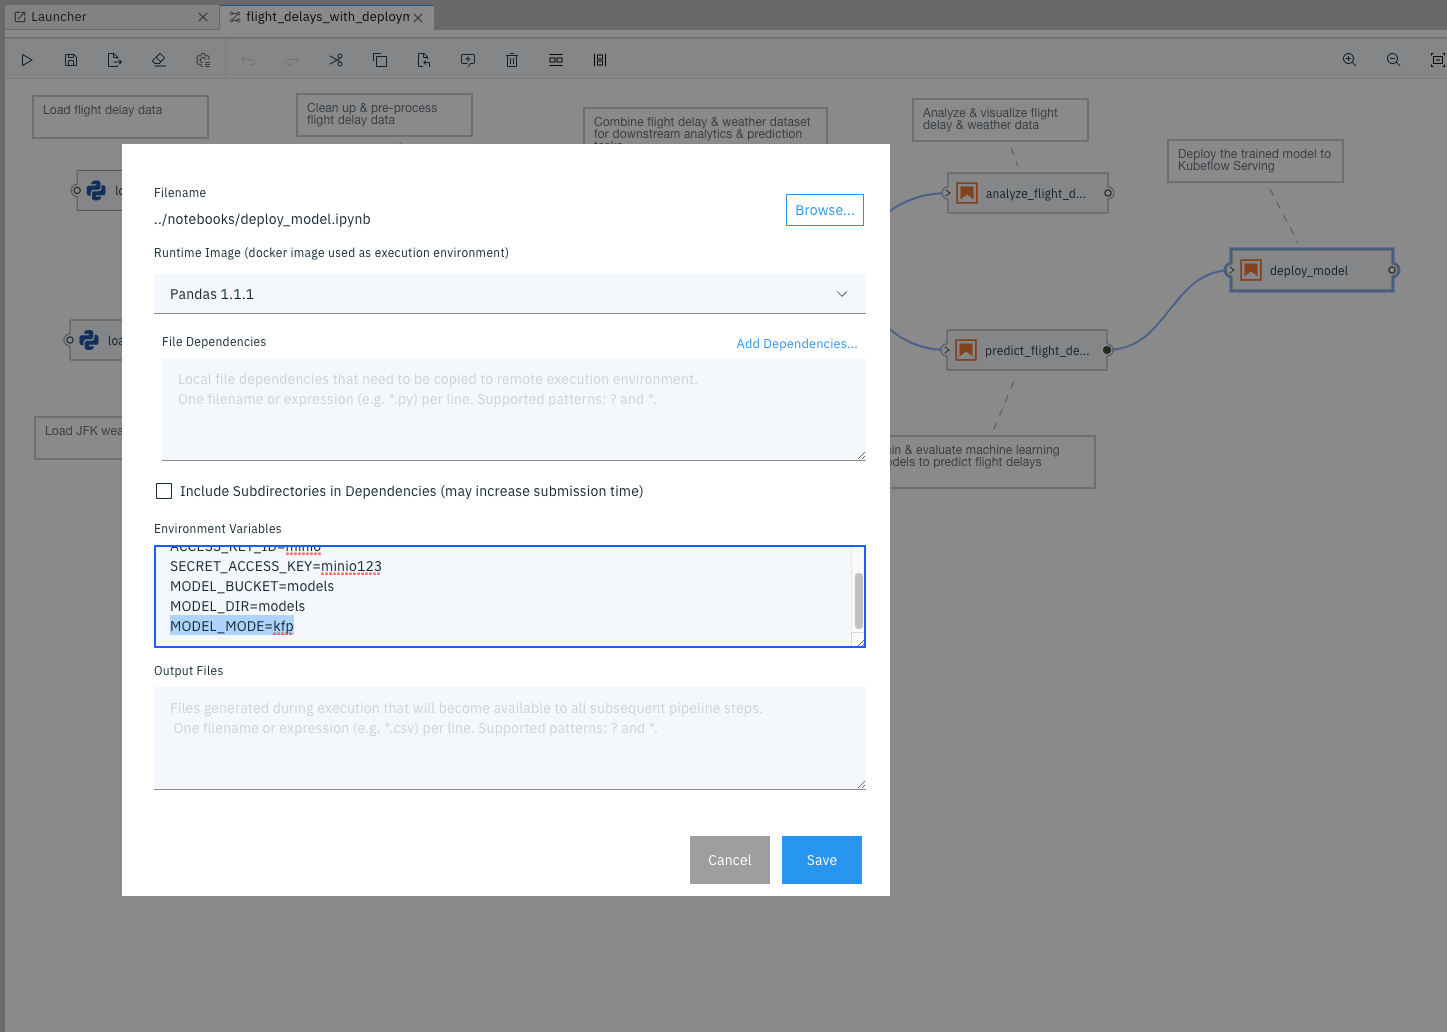 Launcher
flight_delays_with_deployn
Load flight delay data
Clean up & pre-process
flight delay data
Combine flight delay & weather dataset
for downstream analytics & prediction
Analyze & visualize flight
delay & weather data
Deploy the trained model to
Kubeflow Serving
analyze_flight_d...
deploy_model
predict_flight_de...
Load JFK
& evaluate machine learning
to predict flight delays
Filename
../notebooks/deploy_model.ipynb
Browse...
Runtime Image (docker image used as execution environment)
Pandas 1.1.1
File Dependencies
Add Dependencies...
Local file dependencies that need to be copied to remote execution environment.
One filename or expression (e.g. *.py) per line. Supported patterns: ? and *.
Include Subdirectories in Dependencies (may increase submission time)
Environment Variables
ACCESS_KEY_ID=minio
SECRET_ACCESS_KEY=minio123
MODEL_BUCKET=models
MODEL_DIR=models
MODEL_MODE=kfp
Output Files
Files generated during execution that will become available to all subsequent pipeline steps.
One filename or expression (e.g. *.csv) per line. Supported patterns: ? and *.
Cancel
Save